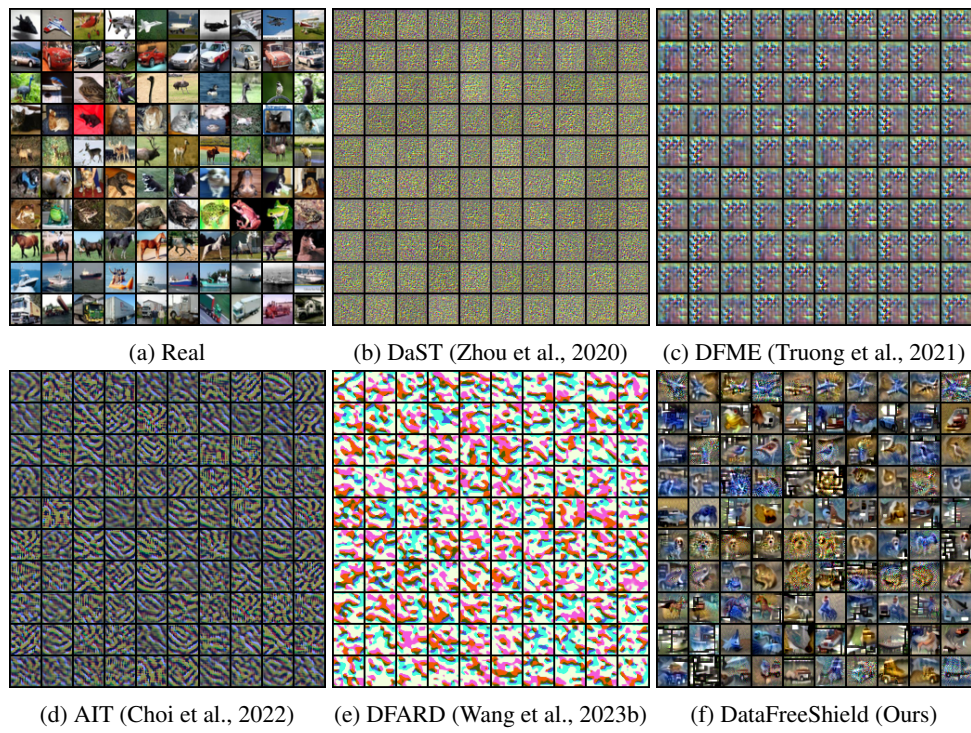 (a) Real
(b) DaST (Zhou et al., 2020)
(c) DFME (Truong et al., 2021)
(d) AIT (Choi et al., 2022)
(e) DFARD (Wang et al., 2023b)
(f) DataFreeShield (Ours)